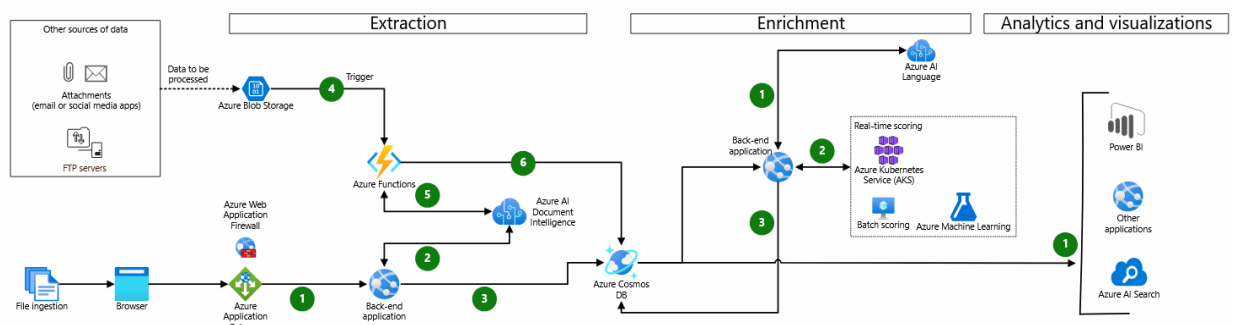 Extraction
Enrichment
Analytics and visualizations
Other sources of data
Attachments
(email or social media apps)
FTP servers
Data to be
processed
Azure Blob Storage
4
Trigger
Azure Functions
5
6
Azure AI
Document
Intelligence
Azure Web
Application
Firewall
File ingestion
Browser
Azure
Application
1
2
Back-end
application
3
Azure Cosmos
DB
Azure AI
Language
1
Back-end
application
2
3
Real-time scoring
Azure Kubernetes
Service (AKS)
Batch scoring
Azure Machine Learning
1
Power BI
Other
applications
Azure AI Search